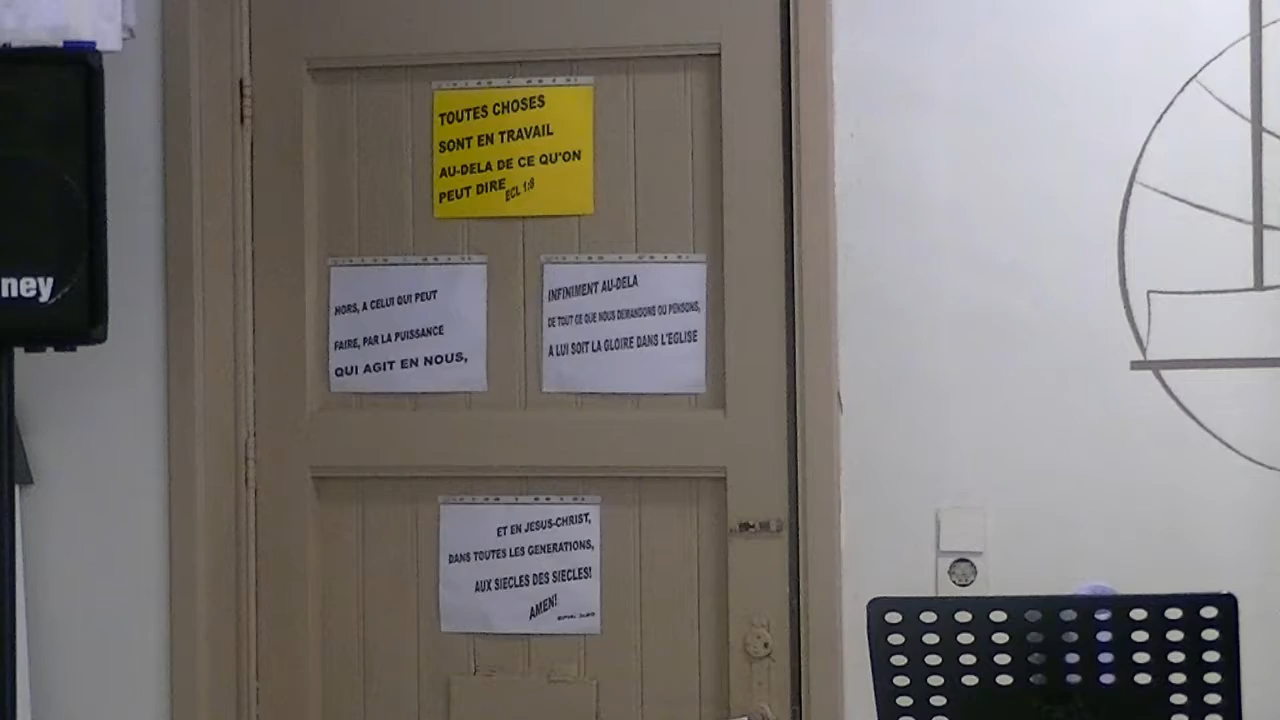 ney
TOUTES CHOSES
SONT EN TRAVAIL
AU-DELA DE CE QU'ON
PEUT DIRE ECL 1:8
HORS, A CELUI QUI PEUT
FAIRE, PAR LA PUISSANCE
QUI AGIT EN NOUS,
INFINIMENT AU-DELA
DE TOUT CE QUE NOUS DEMANDONS OU PENSONS,
A LUI SOIT LA GLOIRE DANS L'EGLISE
ET EN JESUS-CHRIST,
DANS TOUTES LES GENERATIONS,
AUX SIECLES DES SIECLES!
AMEN!